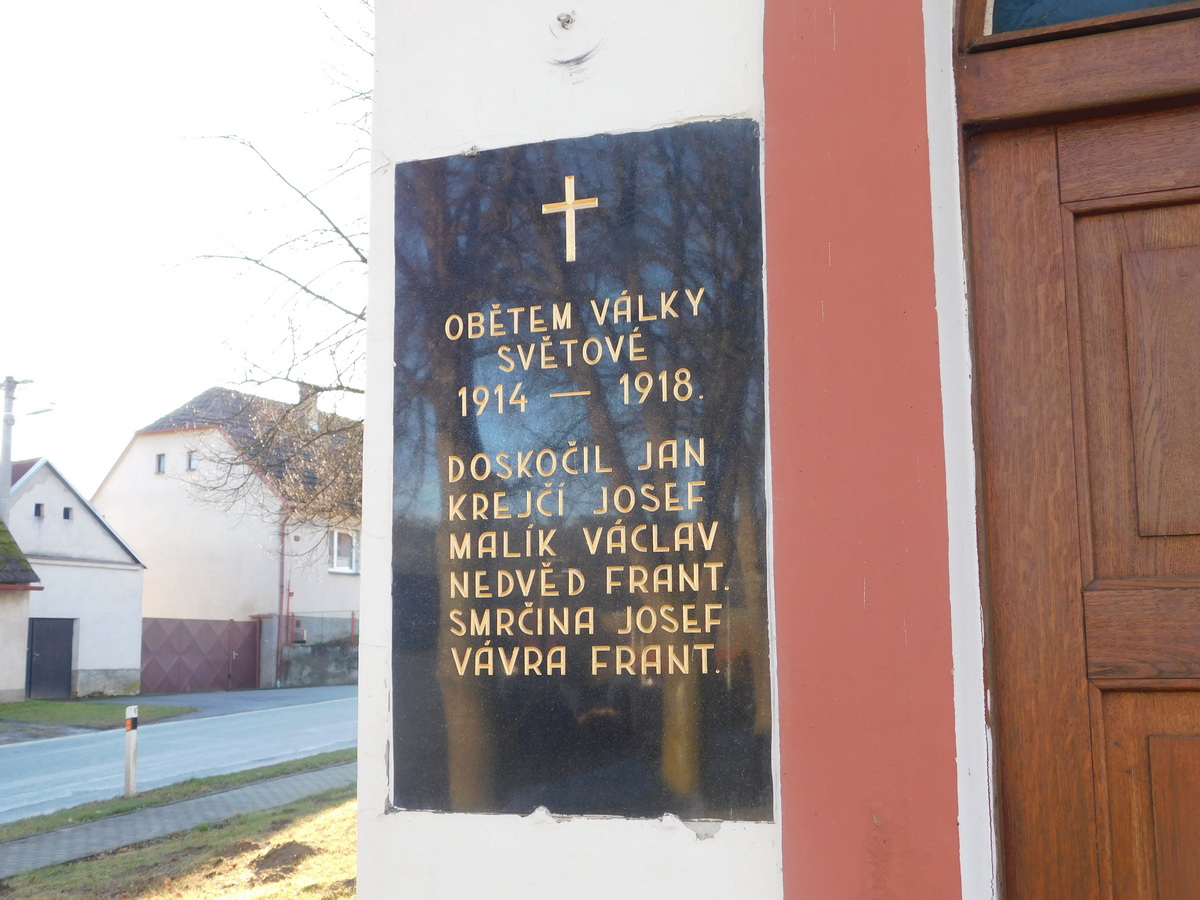 OBĚTEM VÁLKY
SVĚTOVÉ
1914 — 1918.
DOSKOČIL JAN
KREJČÍ JOSEF
MALÍK VÁCLAV
NEDVĚD FRANT.
SMRČINA JOSEF
VÁVRA FRANT.